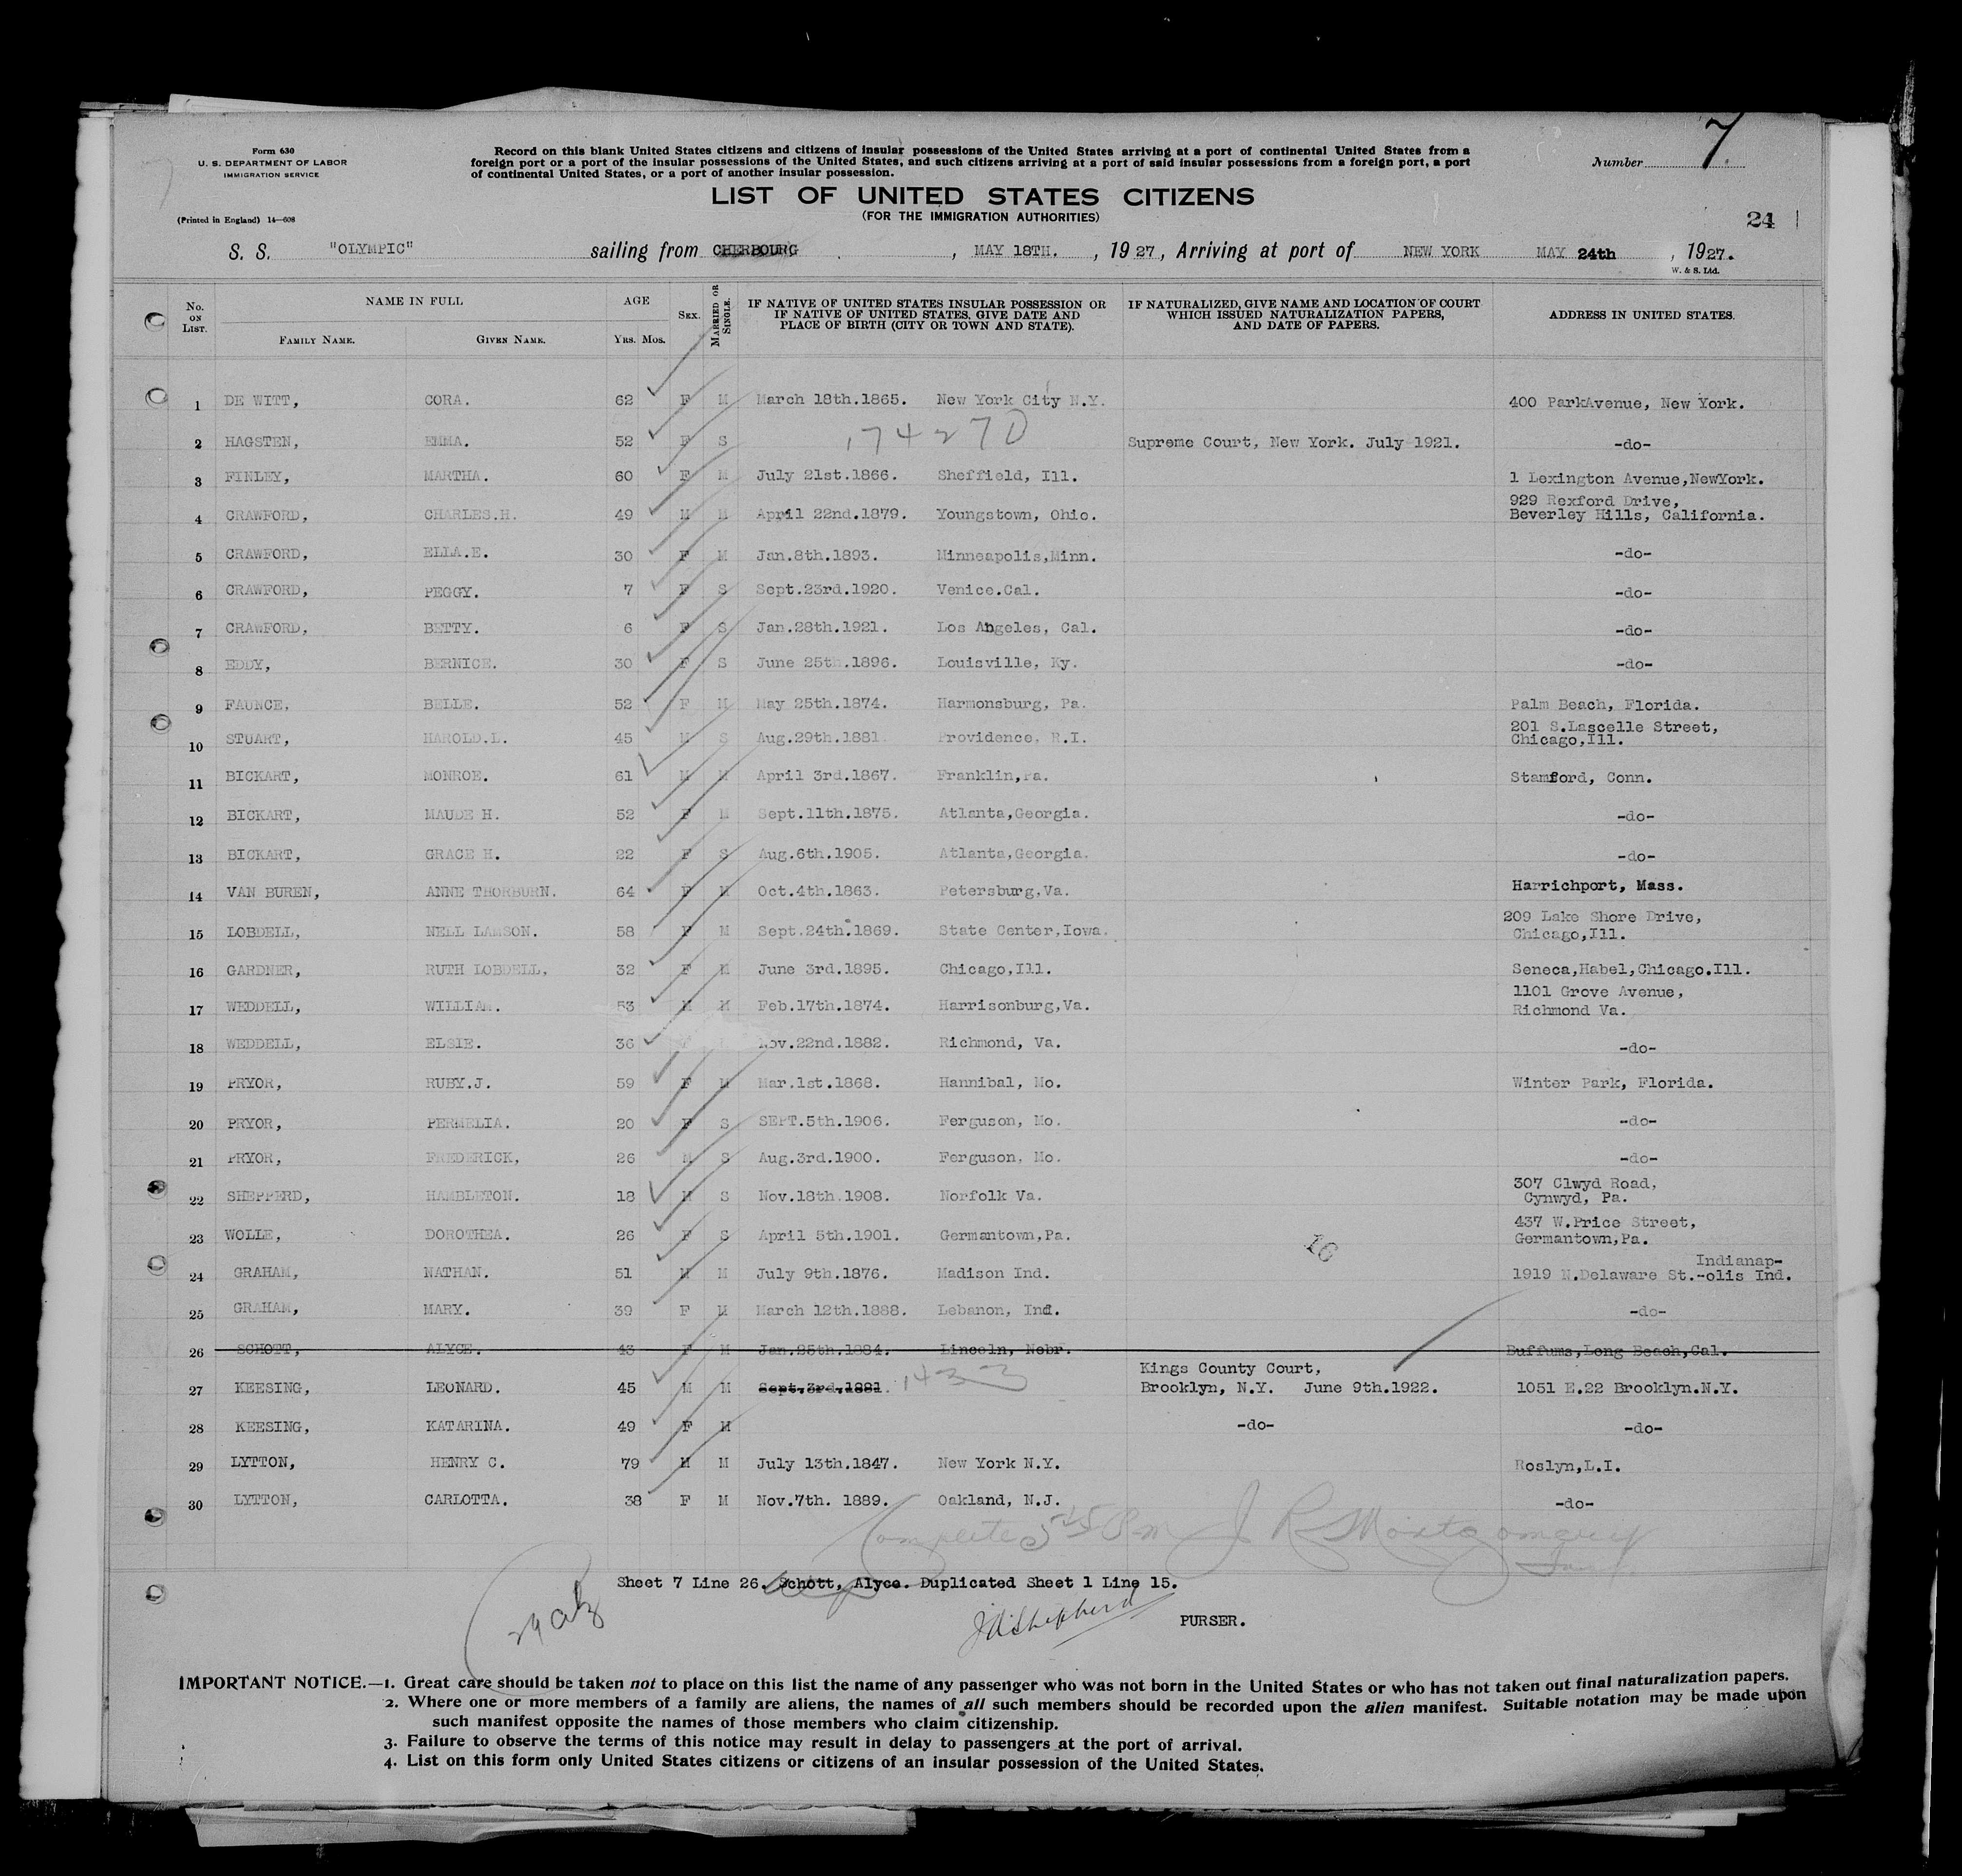 Form 630
U. S. DEPARTMENT OF LABOR
IMMIGRATION SERVICE
(Printed in England) 14—608
Record on this blank United States citizens and citizens of insular possessions of the United States arriving at a port of continental United States from a
foreign port or a port of the insular possessions of the United States, and such citizens arriving at a port of said insular possessions from a foreign port, a port
of continental United States, or a port of another insular possession.
Number 7
LIST OF UNITED STATES CITIZENS
(FOR THE IMMIGRATION AUTHORITIES)
24
S. S. "OLYMPIC" sailing from CHERBOURG, MAY 18TH., 1927, Arriving at port of NEW YORK MAY 24th, 1927.
W. & S. Ltd.
No. ON LIST. NAME IN FULL FAMILY NAME. GIVEN NAME. AGE YRS. MOS. SEX. MARRIED OR SINGLE. IF NATIVE OF UNITED STATES INSULAR POSSESSION OR IF NATIVE OF UNITED STATES, GIVE DATE AND PLACE OF BIRTH (CITY OR TOWN AND STATE). IF NATURALIZED, GIVE NAME AND LOCATION OF COURT WHICH ISSUED NATURALIZATION PAPERS, AND DATE OF PAPERS. ADDRESS IN UNITED STATES.
1 DE WITT, CORA. 62 F M March 18th.1865. New York City N.Y. 400 ParkAvenue, New York.
2 HAGSTEN, EMMA. 52 F S 174270 Supreme Court, New York. July 1921. -do-
3 FINLEY, MARTHA. 60 F M July 21st.1866. Sheffield, Ill. 1 Lexington Avenue,NewYork.
929 Rexford Drive,
4 CRAWFORD, CHARLES.H. 49 M M April 22nd.1879. Youngstown, Ohio. Beverley Hills, California.
5 CRAWFORD, ELLA.E. 30 F M Jan.8th.1893. Minneapolis,Minn. -do-
6 CRAWFORD, PEGGY. 7 F S Sept.23rd.1920. Venice.Cal. -do-
7 CRAWFORD, BETTY. 6 F S Jan.28th.1921. Los Angeles, Cal. -do-
8 EDDY, BERNICE. 30 F S June 25th.1896. Louisville, Ky. -do-
9 FAUNCE, BELLE. 52 F M May 25th.1874. Harmonsburg, Pa. Palm Beach, Florida.
201 S.Lascelle Street,
10 STUART, HAROLD.L. 45 M S Aug.29th.1881. Providence, R.I. Chicago,Ill.
11 BICKART, MONROE. 61 M M April 3rd.1867. Franklin,Pa. Stamford, Conn.
12 BICKART, MAUDE H. 52 F M Sept.11th.1875. Atlanta,Georgia. -do-
13 BICKART, GRACE H. 22 F S Aug.6th.1905. Atlanta,Georgia. -do-
14 VAN BUREN, ANNE THORBURN. 64 F M Oct.4th.1863. Petersburg,Va. Harrichport, Mass.
209 Lake Shore Drive,
15 LOBDELL, NELL LAMSON. 58 F M Sept.24th.1869. State Center,Iowa. Chicago,Ill.
16 GARDNER, RUTH LOBDELL, 32 F M June 3rd.1895. Chicago,Ill. Seneca,Habel,Chicago.Ill.
1101 Grove Avenue,
17 WEDDELL, WILLIAM. 53 M M Feb.17th.1874. Harrisonburg,Va. Richmond Va.
18 WEDDELL, ELSIE. 36 Nov.22nd.1882. Richmond, Va. -do-
19 PRYOR, RUBY.J. 59 F M Mar.1st.1868. Hannibal, Mo. Winter Park, Florida.
20 PRYOR, PERMELIA. 20 F S SEPT.5th.1906. Ferguson, Mo. -do-
21 PRYOR, FREDERICK, 26 M S Aug.3rd.1900. Ferguson, Mo. -do-
307 Clwyd Road,
22 SHEPPERD, HAMBLETON. 18 M S Nov.18th.1908. Norfolk Va. Cynwyd, Pa.
437 W.Price Street,
23 WOLLE, DOROTHEA. 26 F S April 5th.1901. Germantown,Pa. 16 Germantown,Pa.
Indianap-
24 GRAHAM, NATHAN. 51 M M July 9th.1876. Madison Ind. 1919 N.Delaware St.-olis Ind.
25 GRAHAM, MARY. 39 F M March 12th.1888. Lebanon, Ind. -do-
26 SCHOTT, ALYCE. 43 F M Jan.25th.1884. Lincoln, Nebr. Buffums,Long Beach,Cal.
Kings County Court,
27 KEESING, LEONARD. 45 M M Sept.3rd,1881. 1433 Brooklyn, N.Y. June 9th.1922. 1051 E.22 Brooklyn.N.Y.
28 KEESING, KATARINA. 49 F M -do- -do-
29 LYTTON, HENRY C. 79 M M July 13th.1847. New York N.Y. Roslyn,L.I.
30 LYTTON, CARLOTTA. 38 F M Nov.7th. 1889. Oakland, N.J. -do-
Complete 5 45 P.m J R Montgomery
Sheet 7 Line 26. Schott, Alyce. Duplicated Sheet 1 Line 15.
J Shepherd PURSER.
IMPORTANT NOTICE.—1. Great care should be taken not to place on this list the name of any passenger who was not born in the United States or who has not taken out final naturalization papers.
2. Where one or more members of a family are aliens, the names of all such members should be recorded upon the alien manifest. Suitable notation may be made upon
such manifest opposite the names of those members who claim citizenship.
3. Failure to observe the terms of this notice may result in delay to passengers at the port of arrival.
4. List on this form only United States citizens or citizens of an insular possession of the United States.